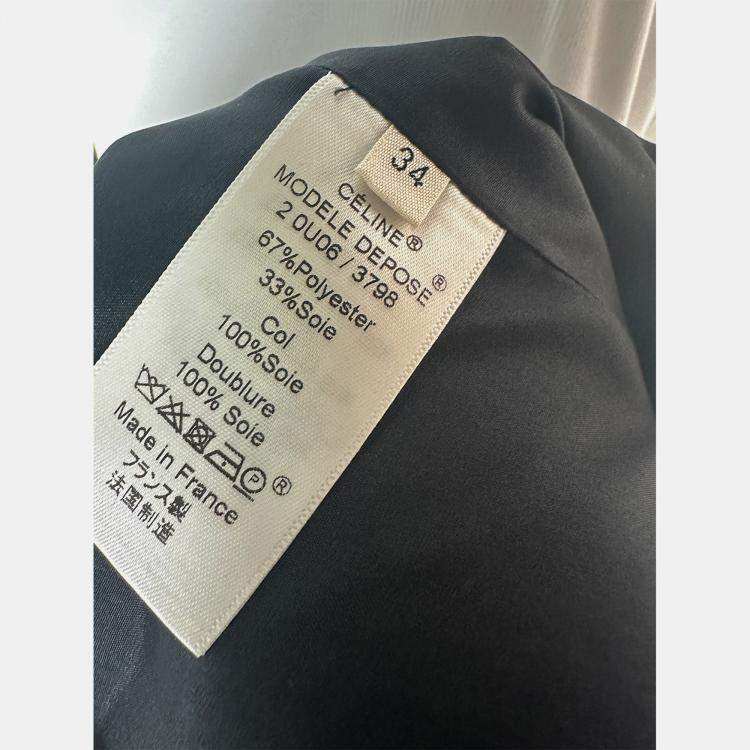 34
CÉLINE®
MODELE DEPOSE®
2 0U06 / 3798
67%Polyester
33%Soie
Col
100%Soie
Doublure
100% Soie
P ®
Made in France
フランス製
法国制造